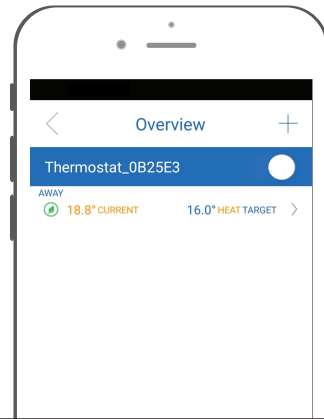 Overview
Thermostat_0B25E3
AWAY
18.8° CURRENT 16.0° HEAT TARGET